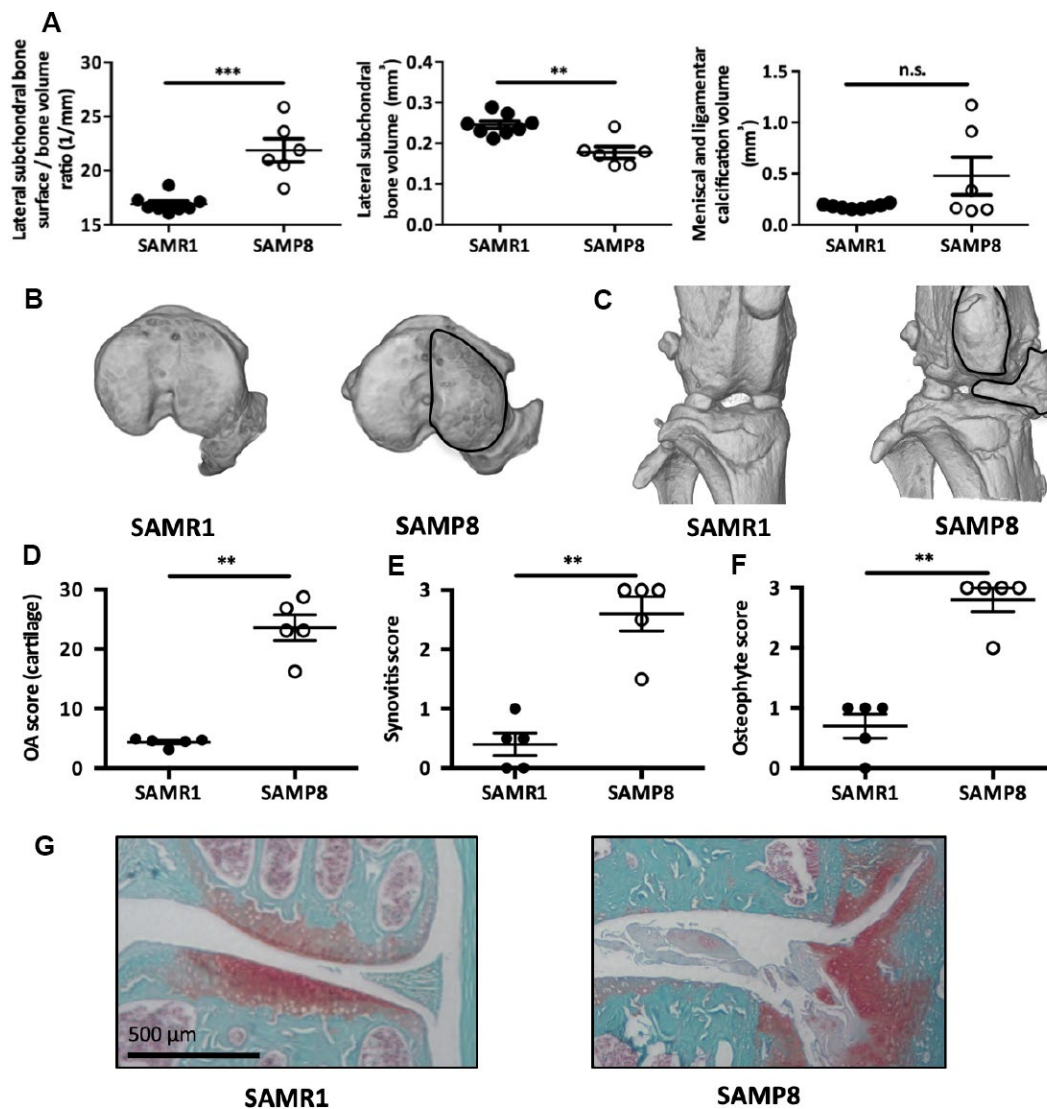 A
Lateral subchondral bone
surface / bone volume
ratio (1/mm)
30
25
20
15
***
SAMR1
SAMP8
Lateral subchondral
bone volume (mm³)
0.4
0.3
0.2
0.1
0.0
**
SAMR1
SAMP8
Meniscal and ligamentar
calcification volume
(mm³)
1.5
1.0
0.5
0.0
n.s.
SAMR1
SAMP8
B
SAMR1
SAMP8
C
SAMR1
SAMP8
D
OA score (cartilage)
30
20
10
0
**
SAMR1
SAMP8
E
Synovitis score
3
2
1
0
**
SAMR1
SAMP8
F
Osteophyte score
3
2
1
0
**
SAMR1
SAMP8
G
500 µm
SAMR1
SAMP8